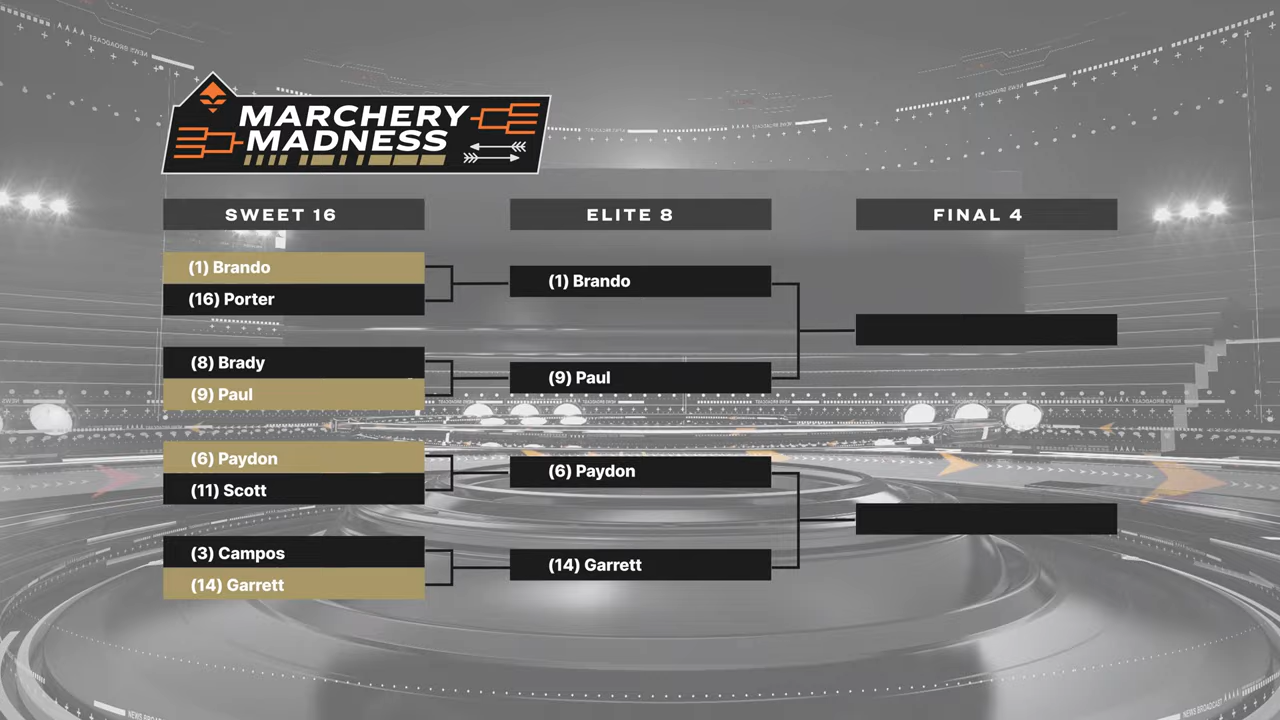 MARCHERY
MADNESS
SWEET 16
ELITE 8
FINAL 4
(1) Brando
(16) Porter
(8) Brady
(9) Paul
(6) Paydon
(11) Scott
(3) Campos
(14) Garrett
(1) Brando
(9) Paul
(6) Paydon
(14) Garrett